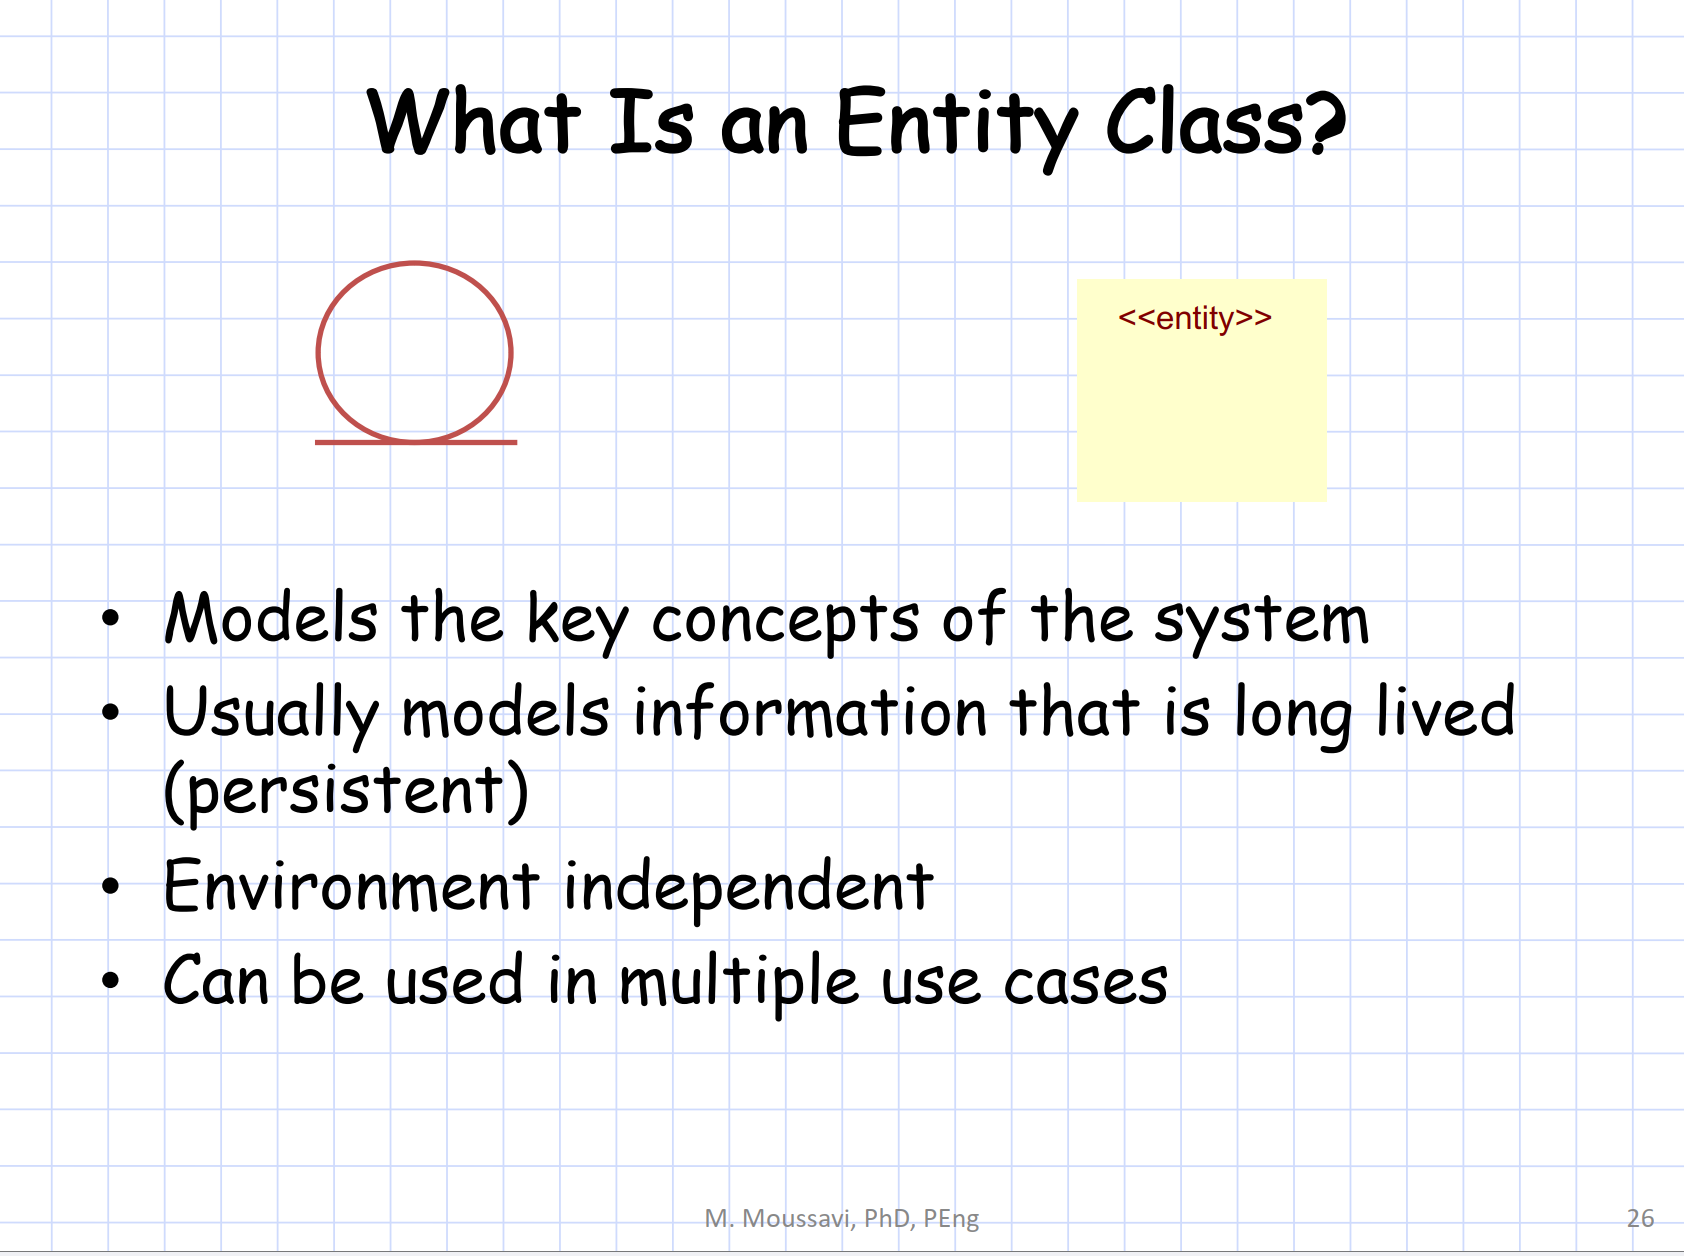 What Is an Entity Class?
<<entity>>
• Models the key concepts of the system
• Usually models information that is long lived
(persistent)
• Environment independent
• Can be used in multiple use cases
M. Moussavi, PhD, PEng
26